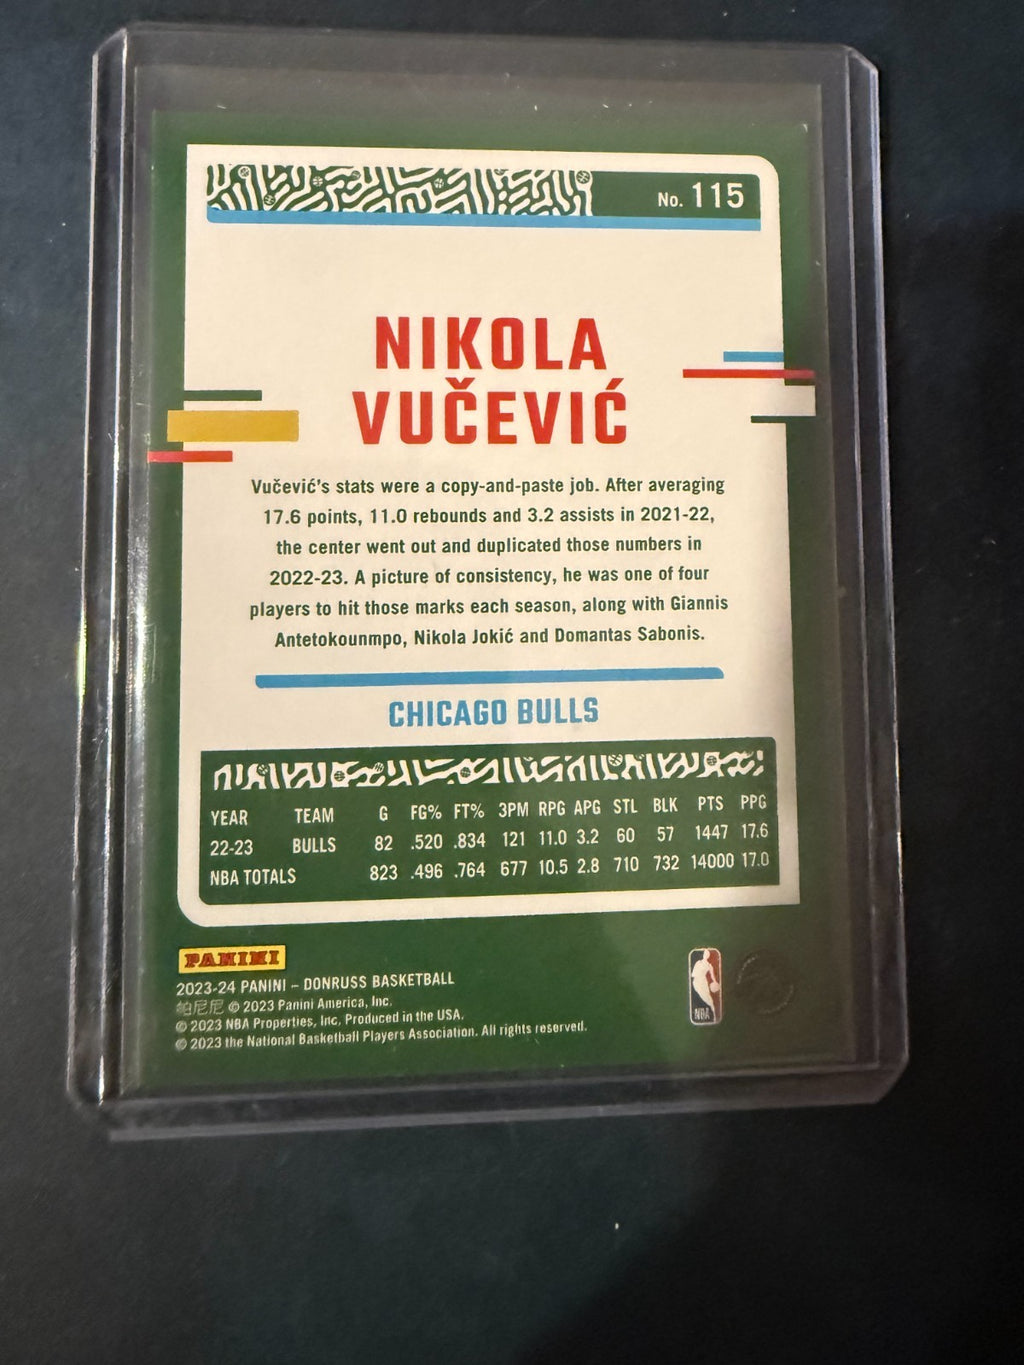 No. 115
NIKOLA
VUČEVIĆ
Vučević's stats were a copy-and-paste job. After averaging
17.6 points, 11.0 rebounds and 3.2 assists in 2021-22,
the center went out and duplicated those numbers in
2022-23. A picture of consistency, he was one of four
players to hit those marks each season, along with Giannis
Antetokounmpo, Nikola Jokić and Domantas Sabonis.
CHICAGO BULLS
YEAR TEAM G FG% FT% 3PM RPG APG STL BLK PTS PPG
22-23 BULLS 82 .520 .834 121 11.0 3.2 60 57 1447 17.6
NBA TOTALS 823 .496 .764 677 10.5 2.8 710 732 14000 17.0
PANINI
2023-24 PANINI – DONRUSS BASKETBALL
帕尼尼 © 2023 Panini America, Inc.
© 2023 NBA Properties, Inc. Produced in the USA.
© 2023 the National Basketball Players Association. All rights reserved.
NBA